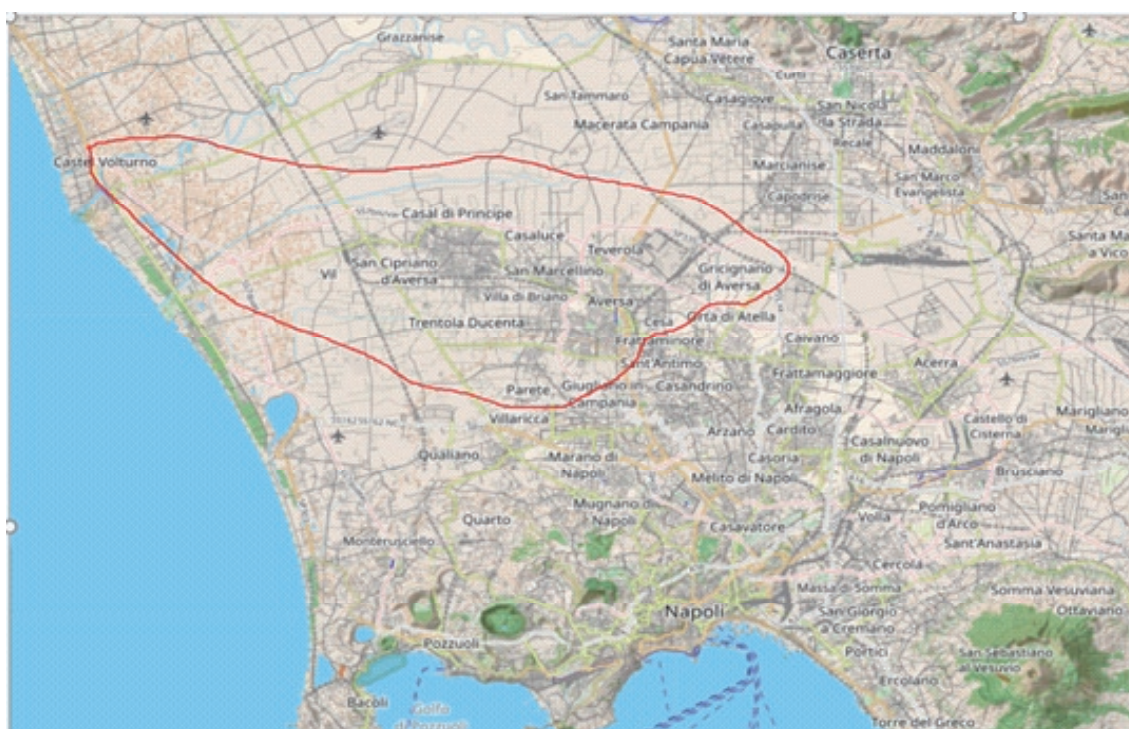 Grazzanise
Santa Maria
Capua Vetere
Caserta
Curti
San Tammaro
Casagiove
San Nicola
la Strada
Macerata Campania
Casapulla
Recale
Maddaloni
Castel Volturno
Marcianise
San Marco
Evangelista
Capodrise
Casal di Principe
Casaluce
Teverola
Santa Ma
a Vico
Vil
San Cipriano
d'Aversa
San Marcellino
Gricignano
di Aversa
Villa di Briano
Aversa
Trentola Ducenta
Cesa
Orta di Atella
Frattaminore
Caivano
Sant'Antimo
Frattamaggiore
Acerra
Parete
Giugliano in
Campania
Casandrino
Afragola
Villaricca
Arzano
Cardito
Castello di
Cisterna
Marigliano
Qualiano
Marano di
Napoli
Casoria
Casalnuovo
di Napoli
Brusciano
Melito di Napoli
Mugnano di
Napoli
Pomigliano
d'Arco
Quarto
Casavatore
Volla
Monterusciello
Sant'Anastasia
Cercola
Massa di Somma
Somma Vesuviana
Napoli
San Giorgio
a Cremano
Ottaviano
Pozzuoli
Portici
San Sebastiano
al Vesuvio
Ercolano
Bacoli
Golfo
di Pozzuoli
Torre del Greco